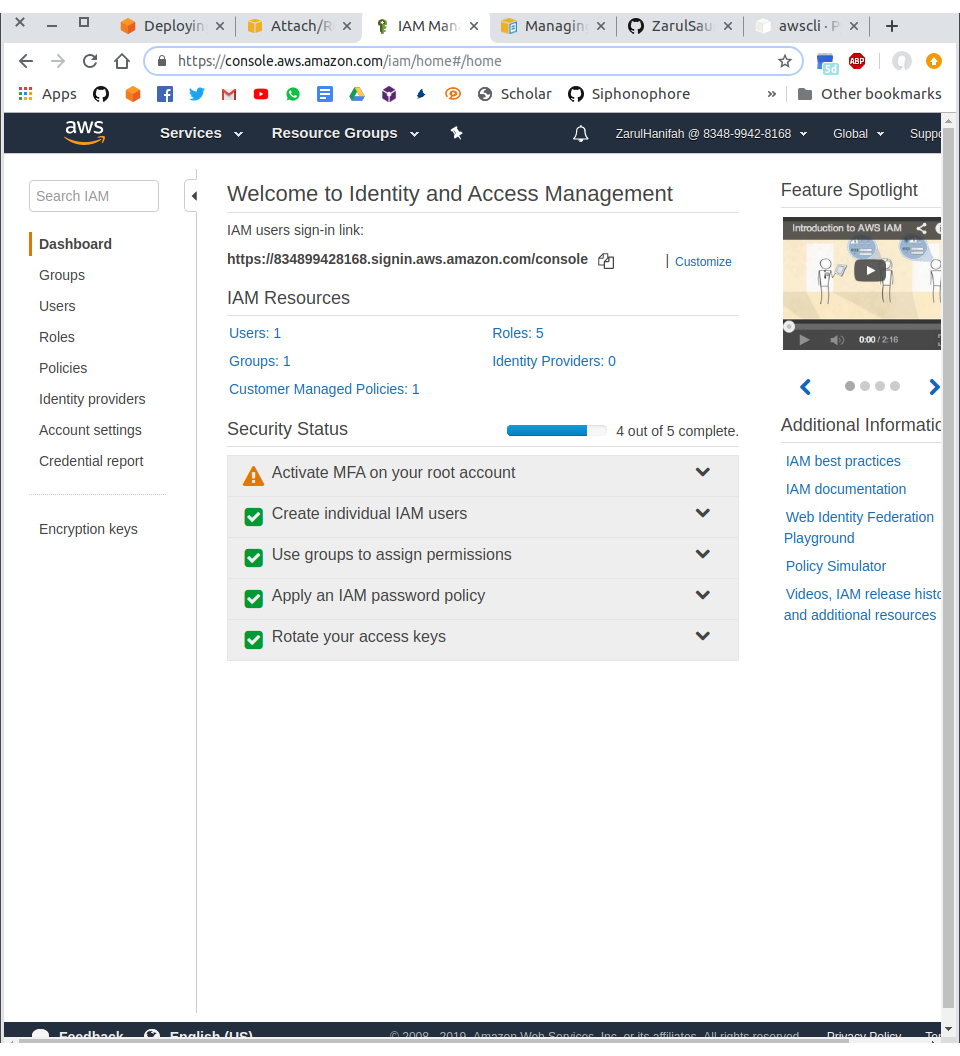 Deployin
Attach/R
IAM Man
Managin
ZarulSau
awscli · P
https://console.aws.amazon.com/iam/home#/home
Sd
ABP
Apps
Scholar
Siphonophore
»
Other bookmarks
aws
Services
Resource Groups
ZarulHanifah @ 8348-9942-8168
Global
Suppo
Search IAM
Dashboard
Groups
Users
Roles
Policies
Identity providers
Account settings
Credential report
Encryption keys
Welcome to Identity and Access Management
IAM users sign-in link:
https://834899428168.signin.aws.amazon.com/console
| Customize
IAM Resources
Users: 1
Roles: 5
Groups: 1
Identity Providers: 0
Customer Managed Policies: 1
Security Status
4 out of 5 complete.
Activate MFA on your root account
Create individual IAM users
Use groups to assign permissions
Apply an IAM password policy
Rotate your access keys
Feature Spotlight
Introduction to AWS IAM
0:00 / 2:16
Additional Informatio
IAM best practices
IAM documentation
Web Identity Federation
Playground
Policy Simulator
Videos, IAM release histo
and additional resources
Feedback
English (US)
© 2008 - 2019, Amazon Web Services, Inc. or its affiliates. All rights reserved.
Privacy Policy
Ter